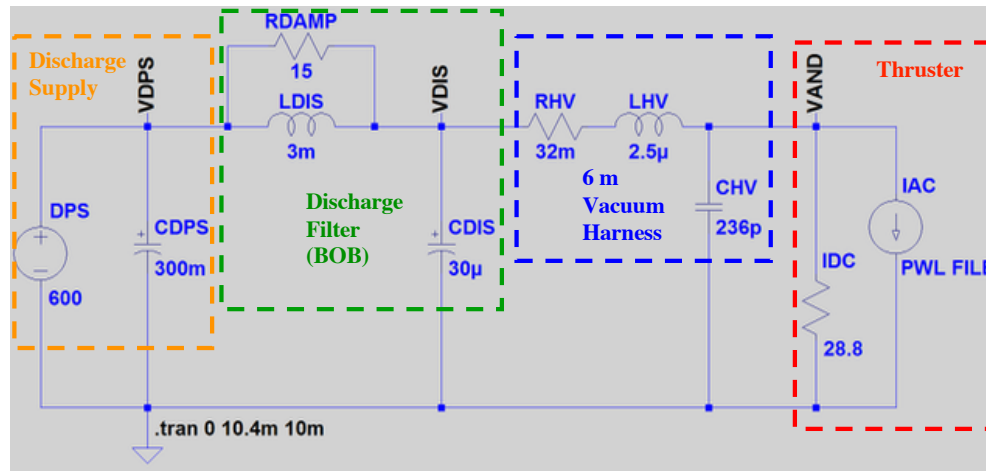 RDAMP
15
LDIS
3m
Discharge
Supply
VDPS
VDIS
VAND
Thruster
RHV
32m
LHV
2.5µ
6 m
Vacuum
Harness
CHV
236p
IAC
PWL FILE
DPS
600
CDPS
300m
Discharge
Filter
(BOB)
CDIS
30µ
IDC
28.8
.tran 0 10.4m 10m